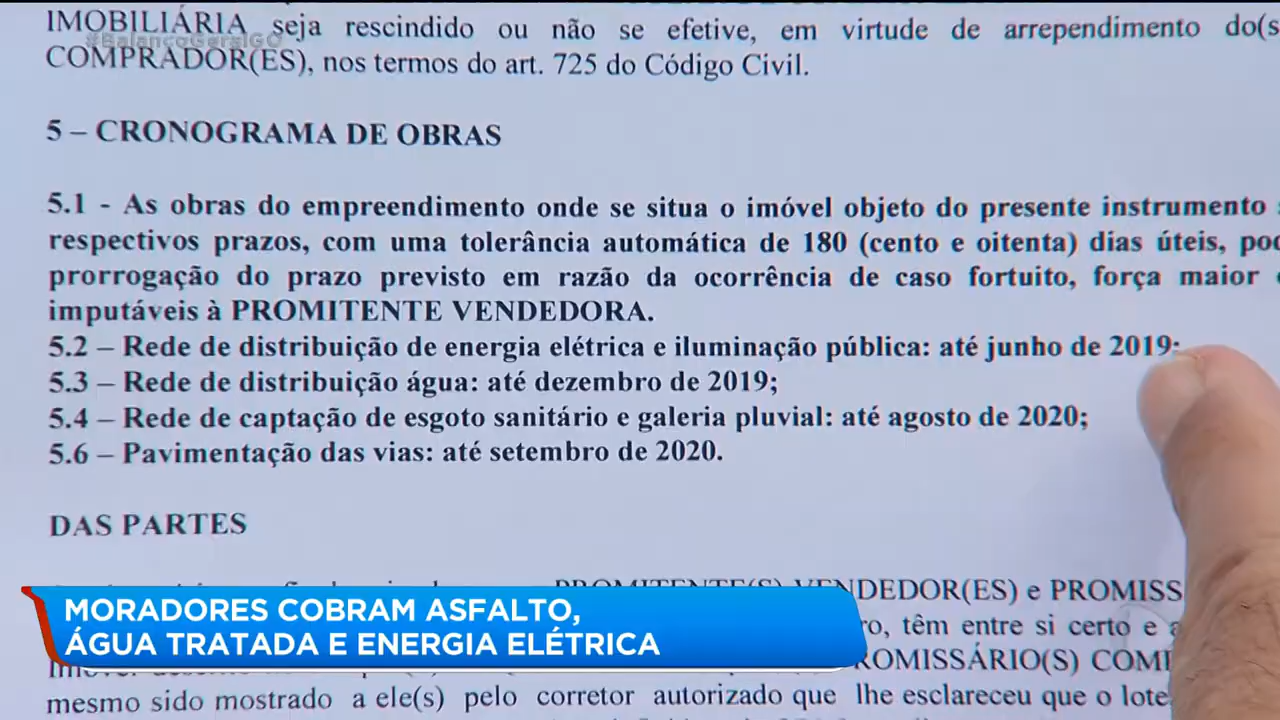 IMOBILIÁRIA seja rescindido ou não se efetive, em virtude de arrependimento do(s
#BalançoGeralGO
COMPRADOR(ES), nos termos do art. 725 do Código Civil.
5 – CRONOGRAMA DE OBRAS
5.1 - As obras do empreendimento onde se situa o imóvel objeto do presente instrumento
respectivos prazos, com uma tolerância automática de 180 (cento e oitenta) dias úteis,
prorrogação do prazo previsto em razão da ocorrência de caso fortuito, força maior
imputáveis à PROMITENTE VENDEDORA.
5.2 – Rede de distribuição de energia elétrica e iluminação pública: até junho de 2019;
5.3 – Rede de distribuição água: até dezembro de 2019;
5.4 – Rede de captação de esgoto sanitário e galeria pluvial: até agosto de 2020;
5.6 – Pavimentação das vias: até setembro de 2020.
DAS PARTES
PROMITENTE(S) VENDEDOR(ES) e
têm entre si certo e
mesmo sido mostrado a ele(s) pelo corretor autorizado que lhe esclareceu que o
MORADORES COBRAM ASFALTO,
ÁGUA TRATADA E ENERGIA ELÉTRICA